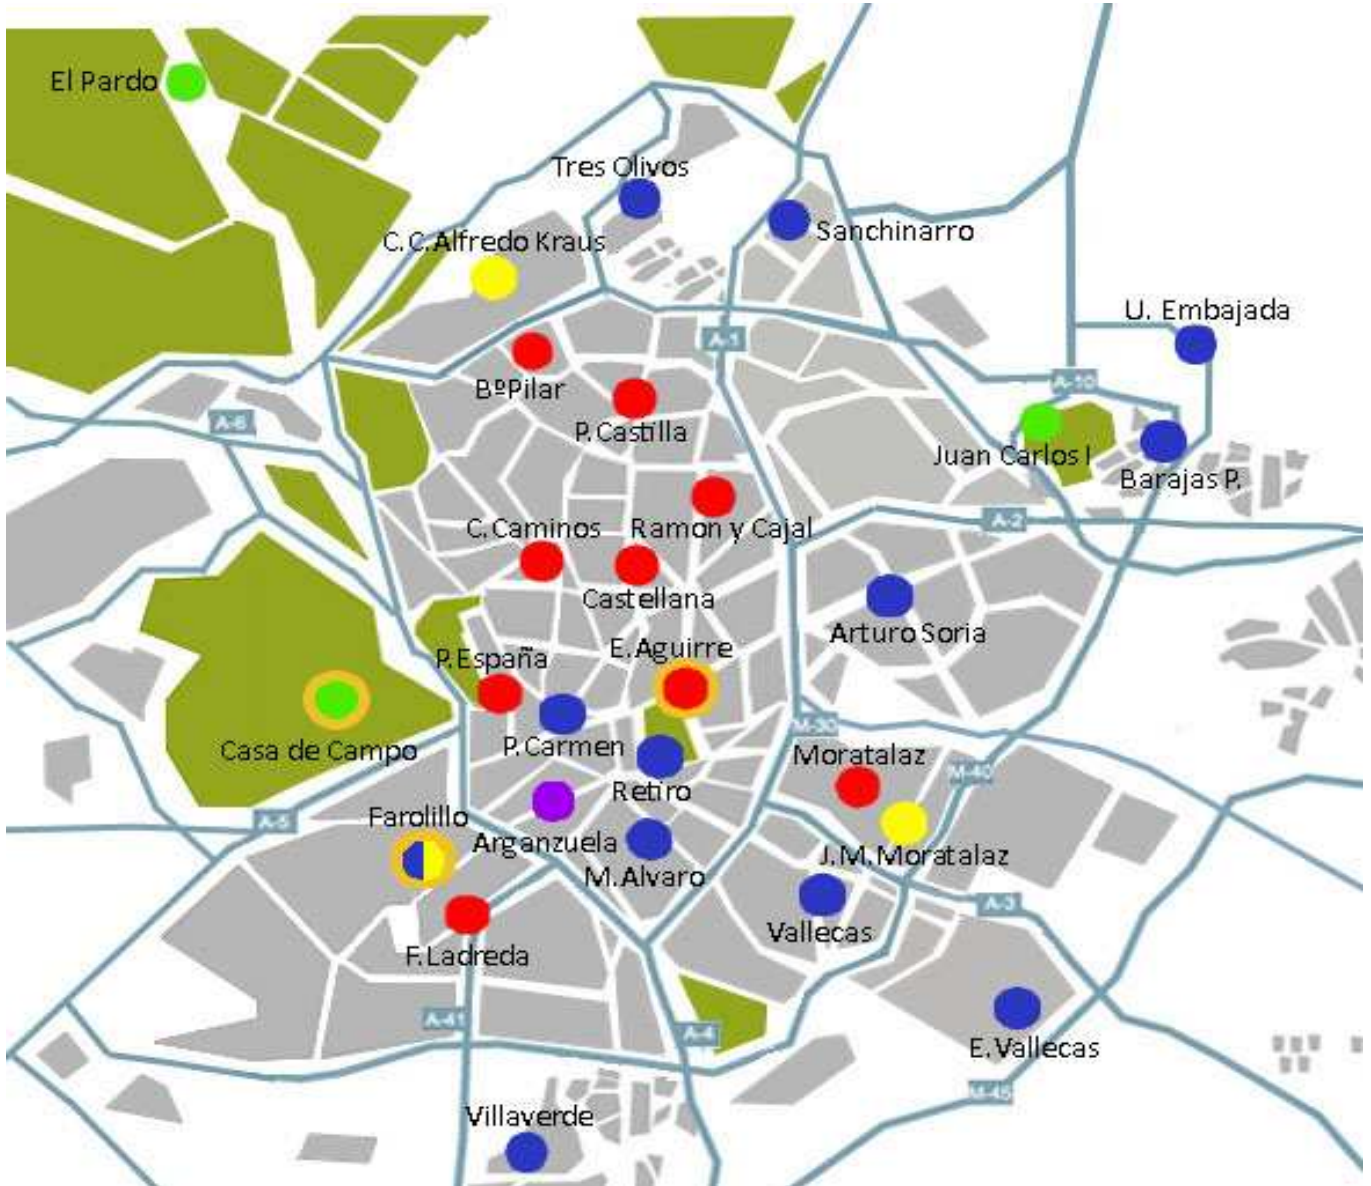 El Pardo
Tres Olivos
Sanchinarro
C.C.Alfredo Kraus
U. Embajada
A-1
BºPilar
A-10
P.Castilla
A-6
Juan Carlos I
Barajas P.
C.Caminos
Ramon y Cajal
A-2
Castellana
Arturo Soria
E.Aguirre
P.España
M-30
Casa de Campo
P.Carmen
Moratalaz
M-40
Retiro
A-5
Farolillo
Arganzuela
J.M.Moratalaz
M.Alvaro
A-3
Vallecas
F.Ladreda
A-41
A-4
E.Vallecas
M-45
Villaverde